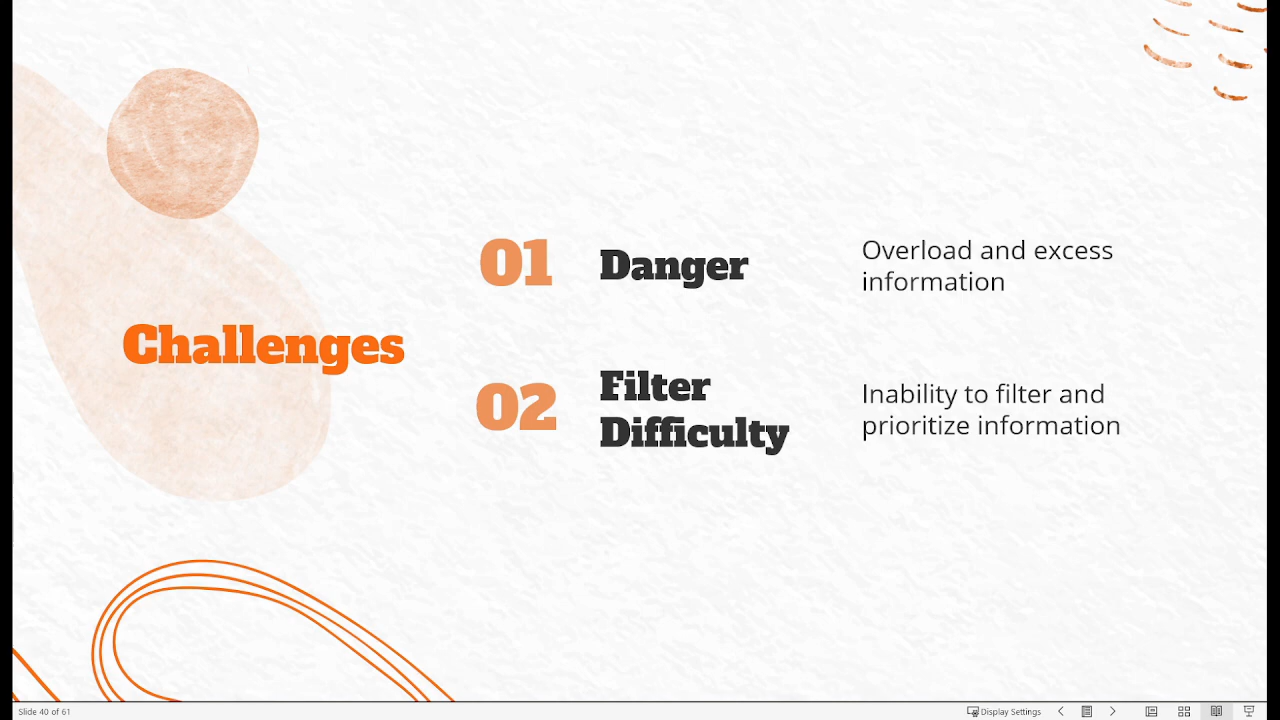 Challenges
01
Danger
Overload and excess
information
02
Filter
Difficulty
Inability to filter and
prioritize information
Slide 40 of 61
Display Settings